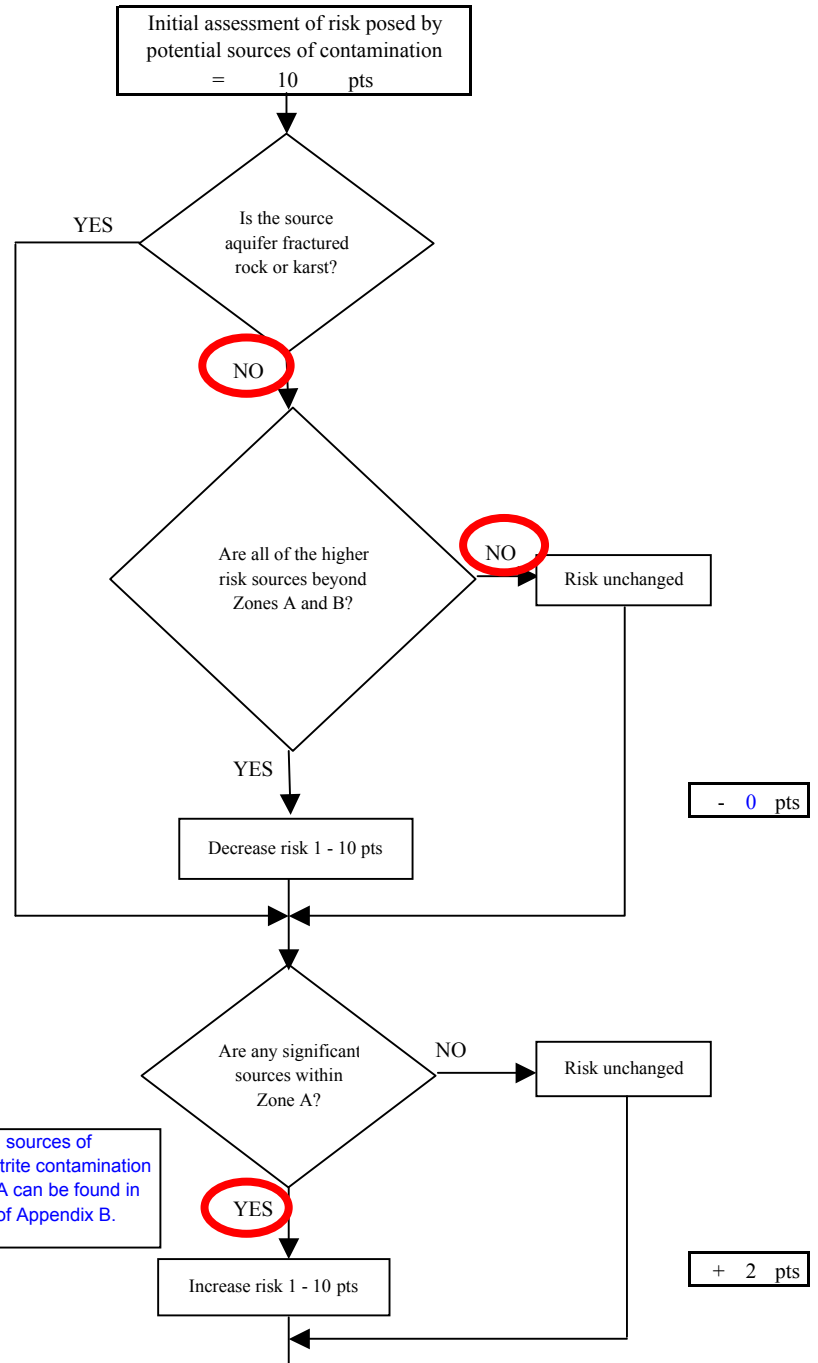 Initial assessment of risk posed by
potential sources of contamination
= 10 pts
YES
Is the source
aquifer fractured
rock or karst?
NO
Are all of the higher
risk sources beyond
Zones A and B?
NO
Risk unchanged
YES
- 0 pts
Decrease risk 1 - 10 pts
Are any significant
sources within
Zone A?
NO
Risk unchanged
sources of
trite contamination
A can be found in
of Appendix B.
YES
Increase risk 1 - 10 pts
+ 2 pts